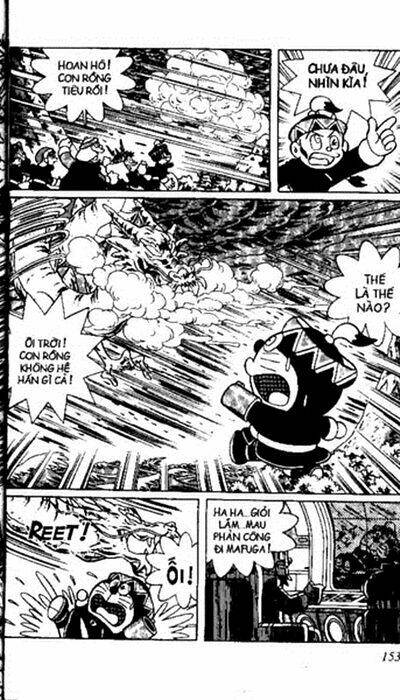 HOAN HÔ!
CON RỒNG
TIÊU RỒI!
CHƯA ĐÂU,
NHÌN KÌA!
THẾ
LÀ THẾ
NÀO?
ÔI TRỜI!
CON RỒNG
KHÔNG HỀ
HẤN GÌ CẢ!
REET!
ỐI!
HA HA...GIỎI
LẮM...MAU
PHẢN CÔNG
ĐI MAFUGA!
153